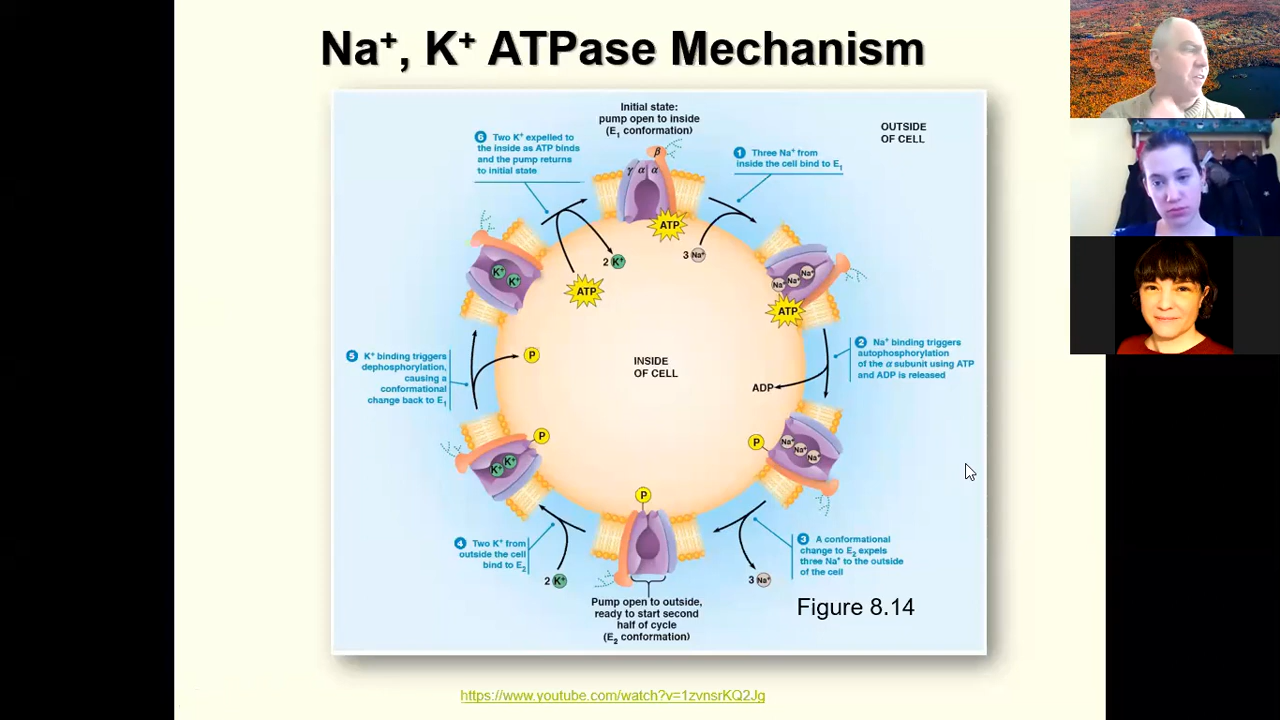 Na⁺, K⁺ ATPase Mechanism
Initial state:
pump open to inside
(E₁ conformation)
OUTSIDE
OF CELL
6 Two K⁺ expelled to
the inside as ATP binds
and the pump returns
to initial state
1 Three Na⁺ from
inside the cell bind to E₁
β
γ α α
ATP
2 K⁺
3 Na⁺
K⁺ K⁺
ATP
Na⁺ Na⁺ Na⁺
ATP
2 Na⁺ binding triggers
autophosphorylation
of the α subunit using ATP
and ADP is released
5 K⁺ binding triggers
dephosphorylation,
causing a
conformational
change back to E₁
P
INSIDE
OF CELL
ADP
P
K⁺ K⁺
P
Na⁺ Na⁺ Na⁺
P
4 Two K⁺ from
outside the cell
bind to E₂
2 K⁺
3 Na⁺
3 A conformational
change to E₂ expels
three Na⁺ to the outside
of the cell
Pump open to outside,
ready to start second
half of cycle
(E₂ conformation)
Figure 8.14
https://www.youtube.com/watch?v=1zvnsrKQ2Jg